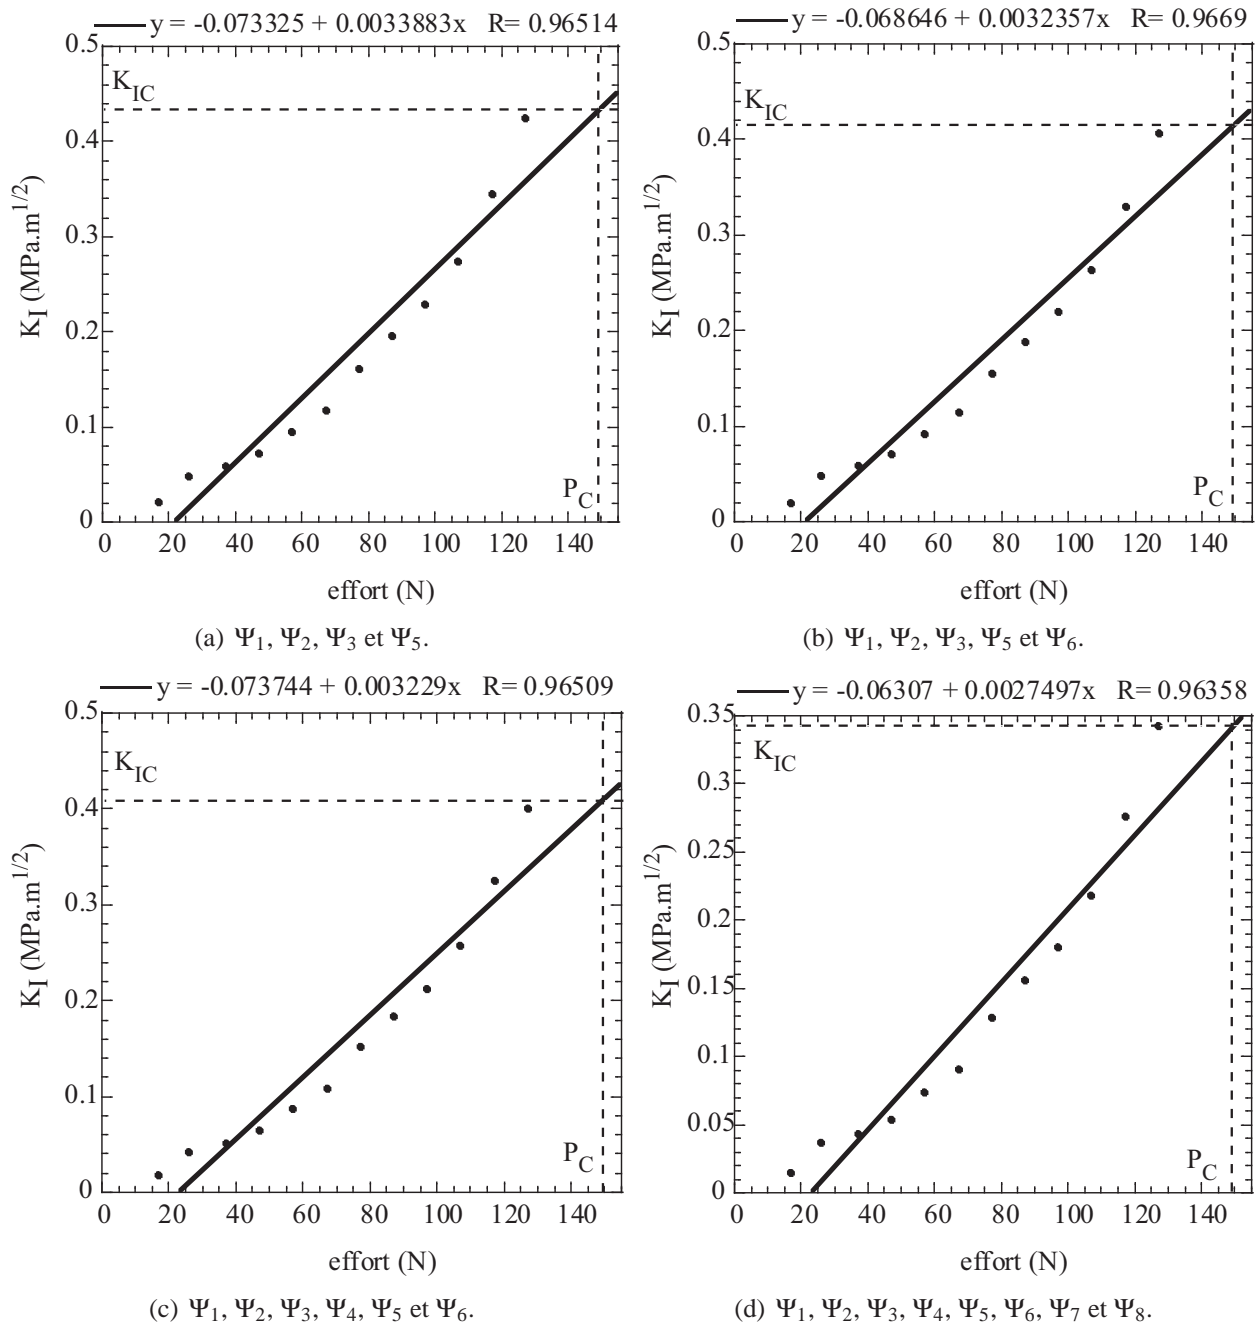 y = -0.073325 + 0.0033883x R= 0.96514
0.5
0.4
0.3
0.2
0.1
0
K_IC
K_I (MPa.m^1/2)
P_C
0 20 40 60 80 100 120 140
effort (N)
(a) Ψ1, Ψ2, Ψ3 et Ψ5.
y = -0.068646 + 0.0032357x R= 0.9669
0.5
0.4
0.3
0.2
0.1
0
K_IC
K_I (MPa.m^1/2)
P_C
0 20 40 60 80 100 120 140
effort (N)
(b) Ψ1, Ψ2, Ψ3, Ψ5 et Ψ6.
y = -0.073744 + 0.003229x R= 0.96509
0.5
0.4
0.3
0.2
0.1
0
K_IC
K_I (MPa.m^1/2)
P_C
0 20 40 60 80 100 120 140
effort (N)
(c) Ψ1, Ψ2, Ψ3, Ψ4, Ψ5 et Ψ6.
y = -0.06307 + 0.0027497x R= 0.96358
0.35
0.3
0.25
0.2
0.15
0.1
0.05
0
K_IC
K_I (MPa.m^1/2)
P_C
0 20 40 60 80 100 120 140
effort (N)
(d) Ψ1, Ψ2, Ψ3, Ψ4, Ψ5, Ψ6, Ψ7 et Ψ8.